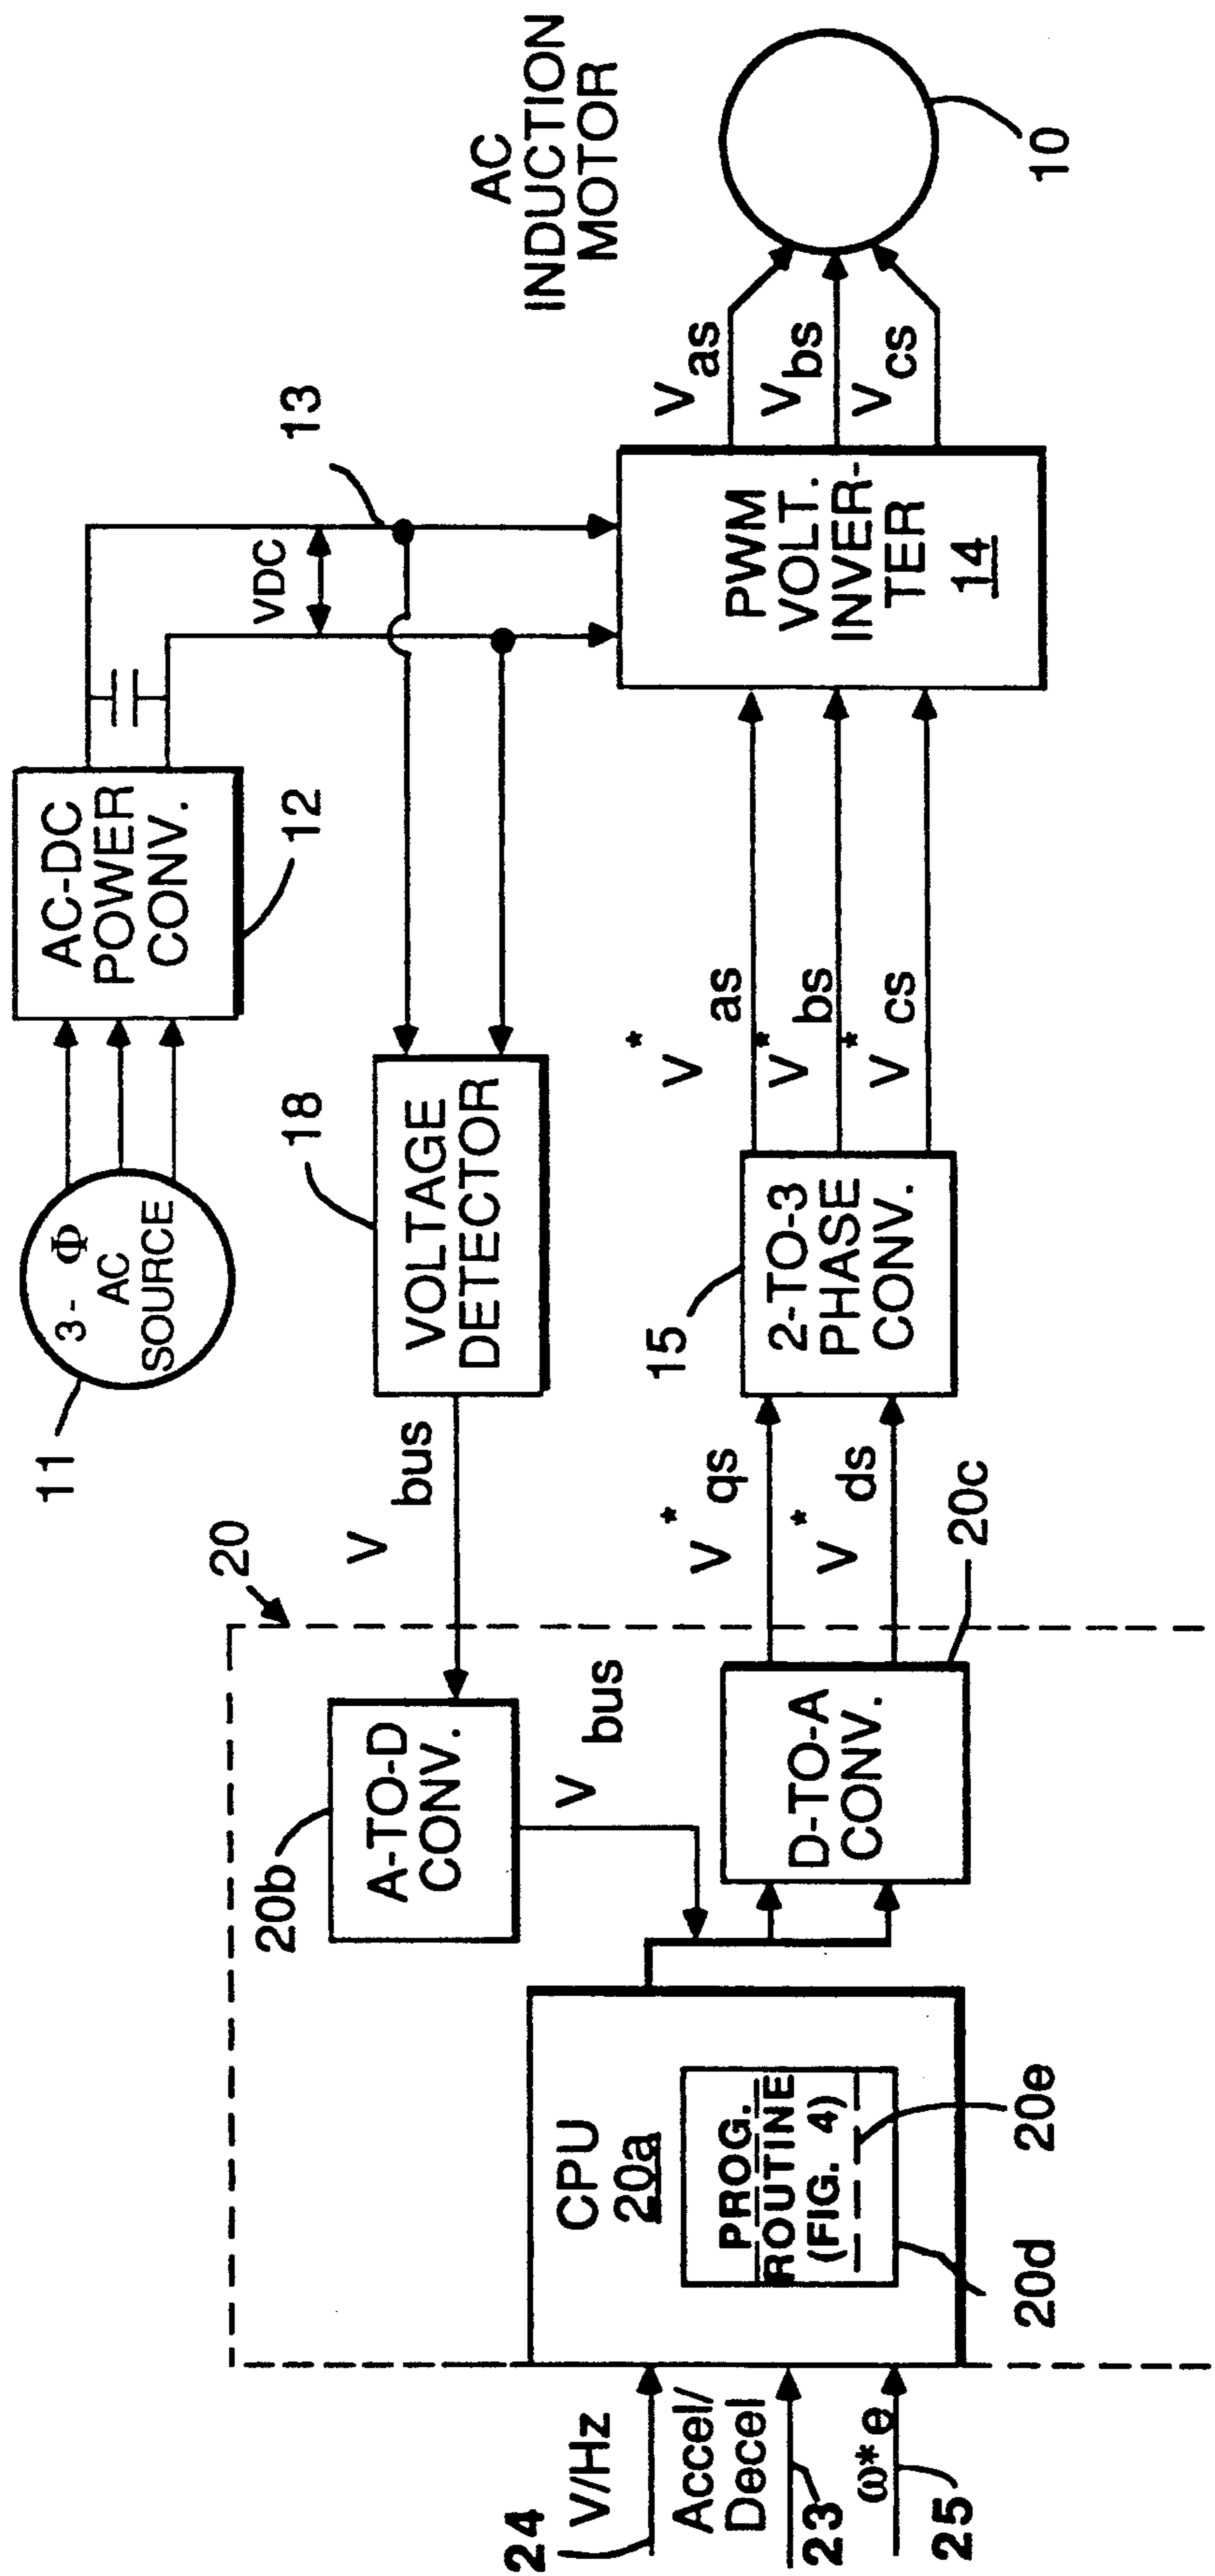 3-Φ
AC
SOURCE
11
AC-DC
POWER
CONV.
12
VDC
13
AC
INDUCTION
MOTOR
10
20
20b
A-TO-D
CONV.
V bus
V bus
18
VOLTAGE
DETECTOR
PWM
VOLT.
INVER-
TER
14
V as
V bs
V cs
24
V/Hz
Accel/
Decel
23
ω*e
25
CPU
20a
PROG.
ROUTINE
(FIG. 4)
20e
20d
D-TO-A
CONV.
20c
V* qs
V* ds
15
2-TO-3
PHASE
CONV.
V* as
V* bs
V* cs